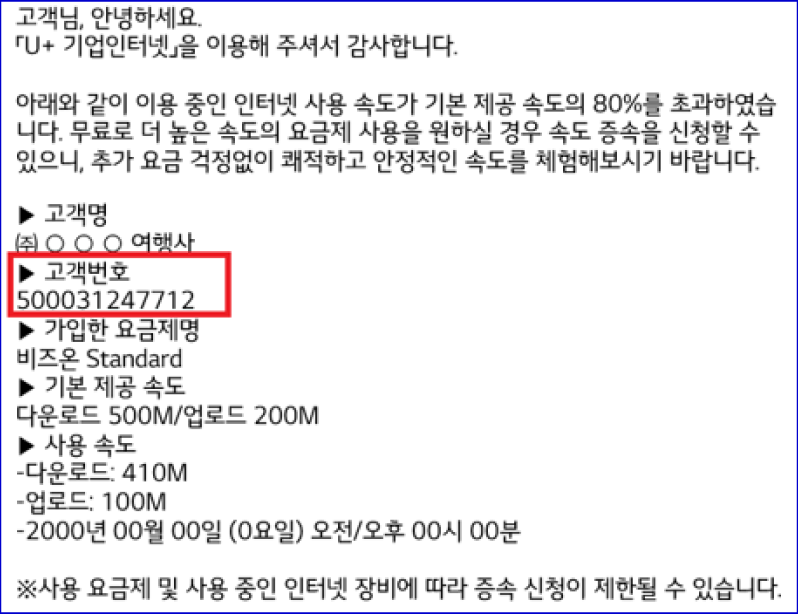 고객님, 안녕하세요.
「U+ 기업인터넷」을 이용해 주셔서 감사합니다.
아래와 같이 이용 중인 인터넷 사용 속도가 기본 제공 속도의 80%를 초과하였습
니다. 무료로 더 높은 속도의 요금제 사용을 원하실 경우 속도 증속을 신청할 수
있으니, 추가 요금 걱정없이 쾌적하고 안정적인 속도를 체험해보시기 바랍니다.
▶ 고객명
㈜ ○ ○ ○ 여행사
▶ 고객번호
500031247712
▶ 가입한 요금제명
비즈온 Standard
▶ 기본 제공 속도
다운로드 500M/업로드 200M
▶ 사용 속도
-다운로드: 410M
-업로드: 100M
-2000년 00월 00일 (0요일) 오전/오후 00시 00분
※사용 요금제 및 사용 중인 인터넷 장비에 따라 증속 신청이 제한될 수 있습니다.